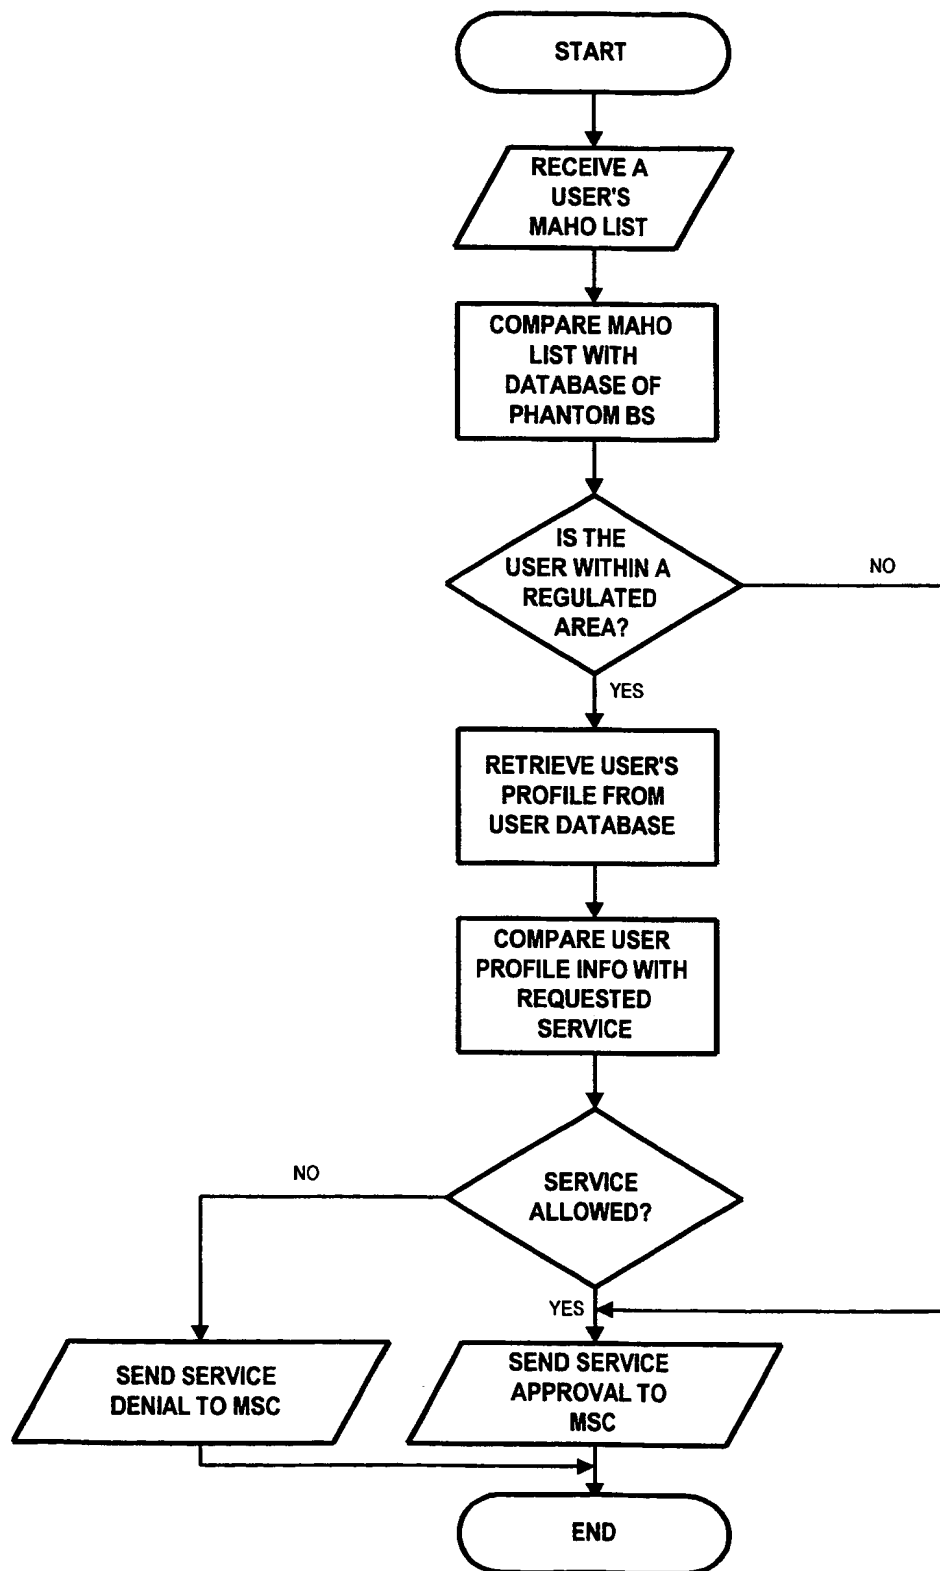 START
RECEIVE A
USER'S
MAHO LIST
COMPARE MAHO
LIST WITH
DATABASE OF
PHANTOM BS
IS THE
USER WITHIN A
REGULATED
AREA?
NO
YES
RETRIEVE USER'S
PROFILE FROM
USER DATABASE
COMPARE USER
PROFILE INFO WITH
REQUESTED
SERVICE
NO
SERVICE
ALLOWED?
YES
SEND SERVICE
DENIAL TO MSC
SEND SERVICE
APPROVAL TO
MSC
END